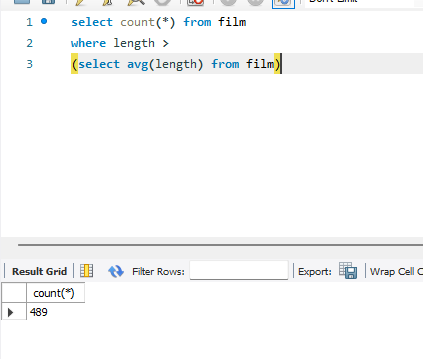 Don't Limit
1 select count(*) from film
2 where length >
3 (select avg(length) from film)
Result Grid Filter Rows: Export: Wrap Cell C
count(*)
489